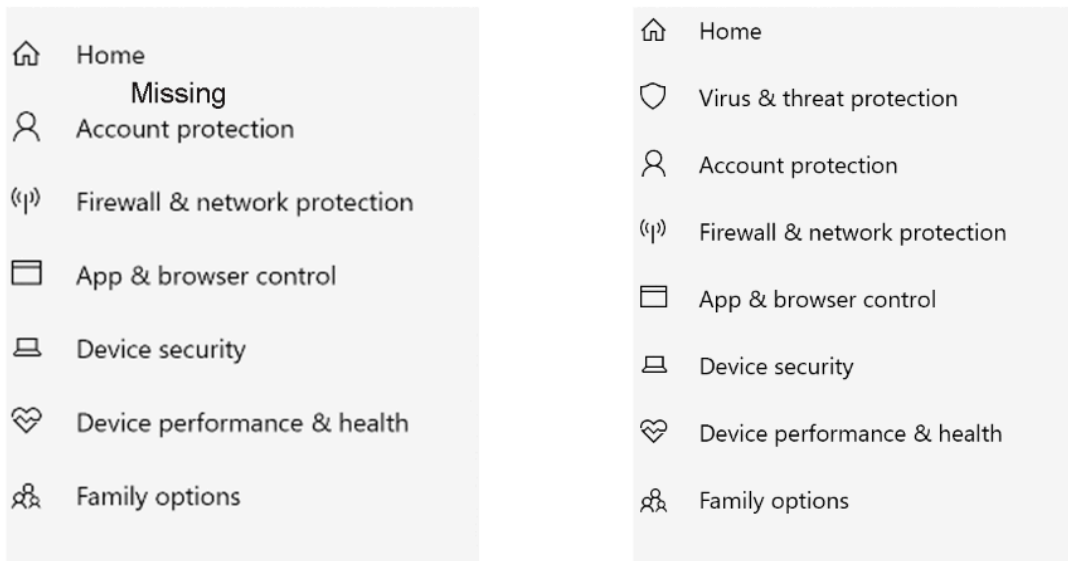 Home
Missing
Account protection
Firewall & network protection
App & browser control
Device security
Device performance & health
Family options
Home
Virus & threat protection
Account protection
Firewall & network protection
App & browser control
Device security
Device performance & health
Family options